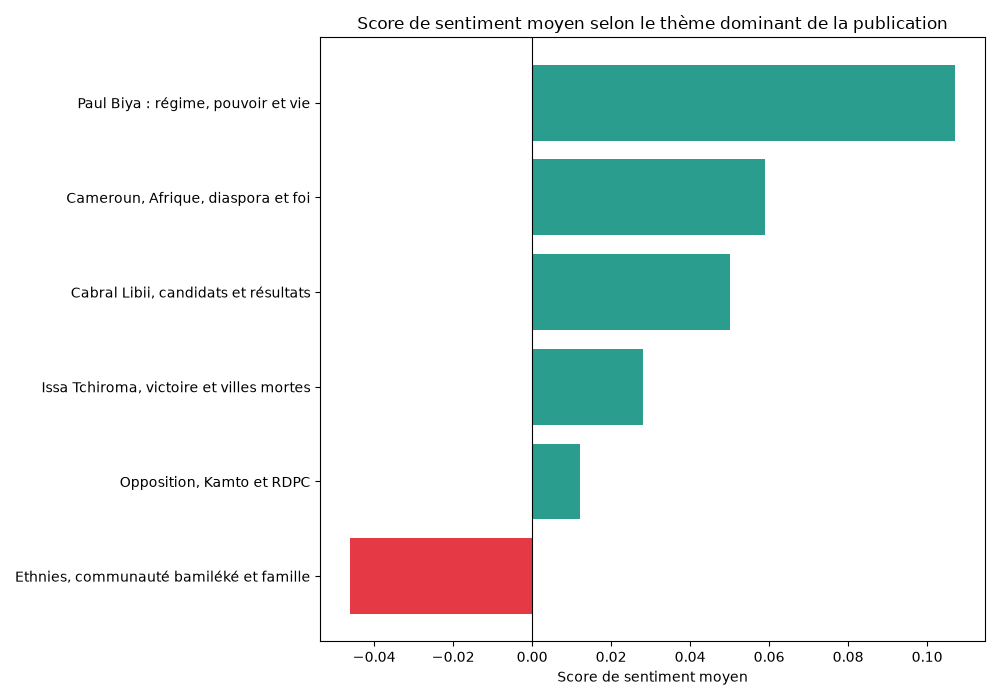 Score de sentiment moyen selon le thème dominant de la publication
Paul Biya : régime, pouvoir et vie
Cameroun, Afrique, diaspora et foi
Cabral Libii, candidats et résultats
Issa Tchiroma, victoire et villes mortes
Opposition, Kamto et RDPC
Ethnies, communauté bamiléké et famille
−0.04 −0.02 0.00 0.02 0.04 0.06 0.08 0.10
Score de sentiment moyen